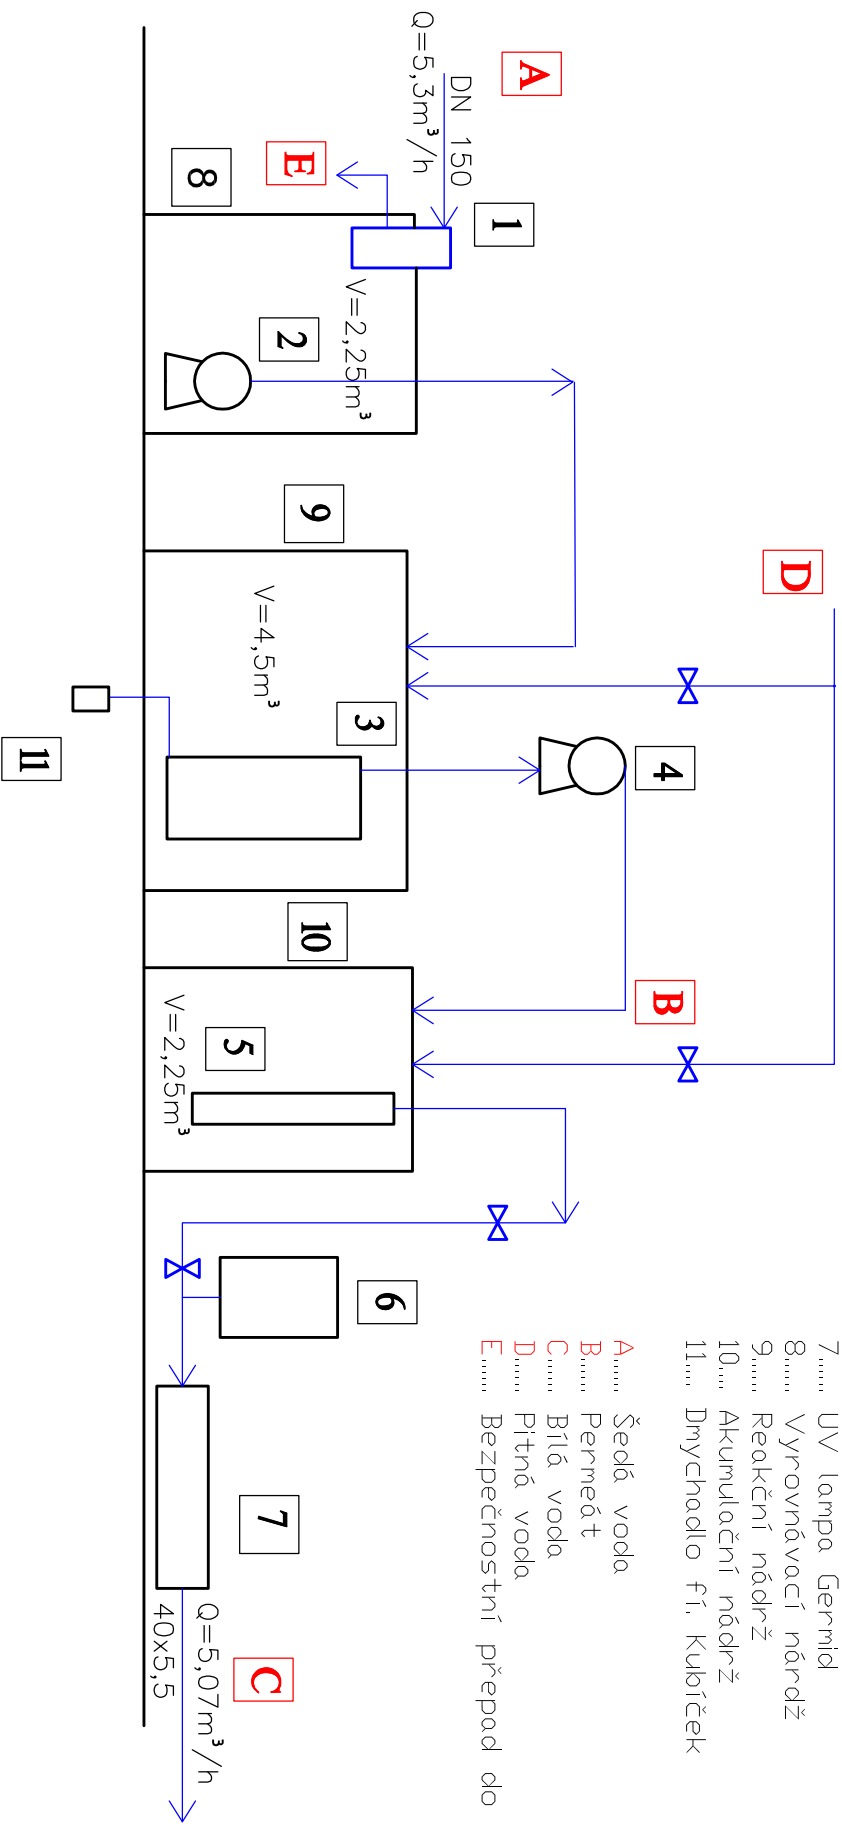 A
DN 150
Q=5,3m³/h
1
E
8
V=2,25m³
2
9
V=4,5m³
3
11
D
4
B
10
V=2,25m³
5
6
7
Q=5,07m³/h
40x5,5
C
7...... UV lampa Germid
8...... Vyrovnávací nárdž
9...... Reakční nádrž
10.... Akumulační nádrž
11.... Dmychadlo fí. Kubíček
A...... Šedá voda
B...... Permeát
C...... Bílá voda
D...... Pitná voda
E...... Bezpečnostní přepad do